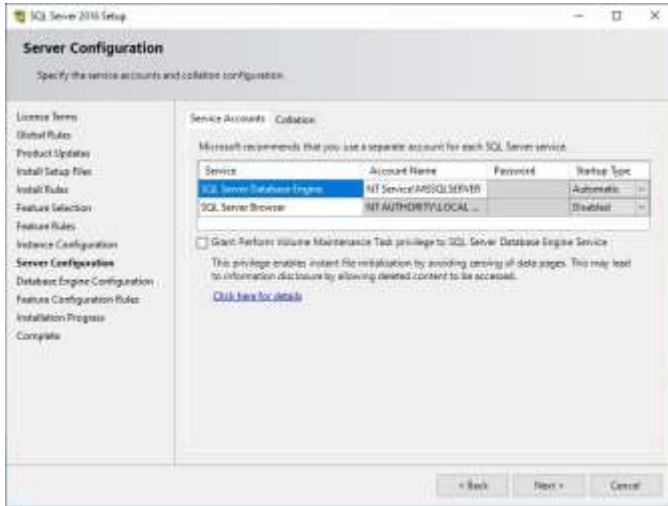 SQL Server 2016 Setup
Server Configuration
Specify the service accounts and collation configuration.
License Terms
Global Rules
Product Updates
Install Setup Files
Install Rules
Feature Selection
Feature Rules
Instance Configuration
Server Configuration
Database Engine Configuration
Feature Configuration Rules
Installation Progress
Complete
Service Accounts Collation
Microsoft recommends that you use a separate account for each SQL Server service.
Service Account Name Password Startup Type
SQL Server Database Engine NT Service\MSSQLSERVER Automatic
SQL Server Browser NT AUTHORITY\LOCAL ... Disabled
Grant Perform Volume Maintenance Task privilege to SQL Server Database Engine Service
This privilege enables instant file initialization by avoiding zeroing of data pages. This may lead
to information disclosure by allowing deleted content to be accessed.
Click here for details
< Back Next > Cancel